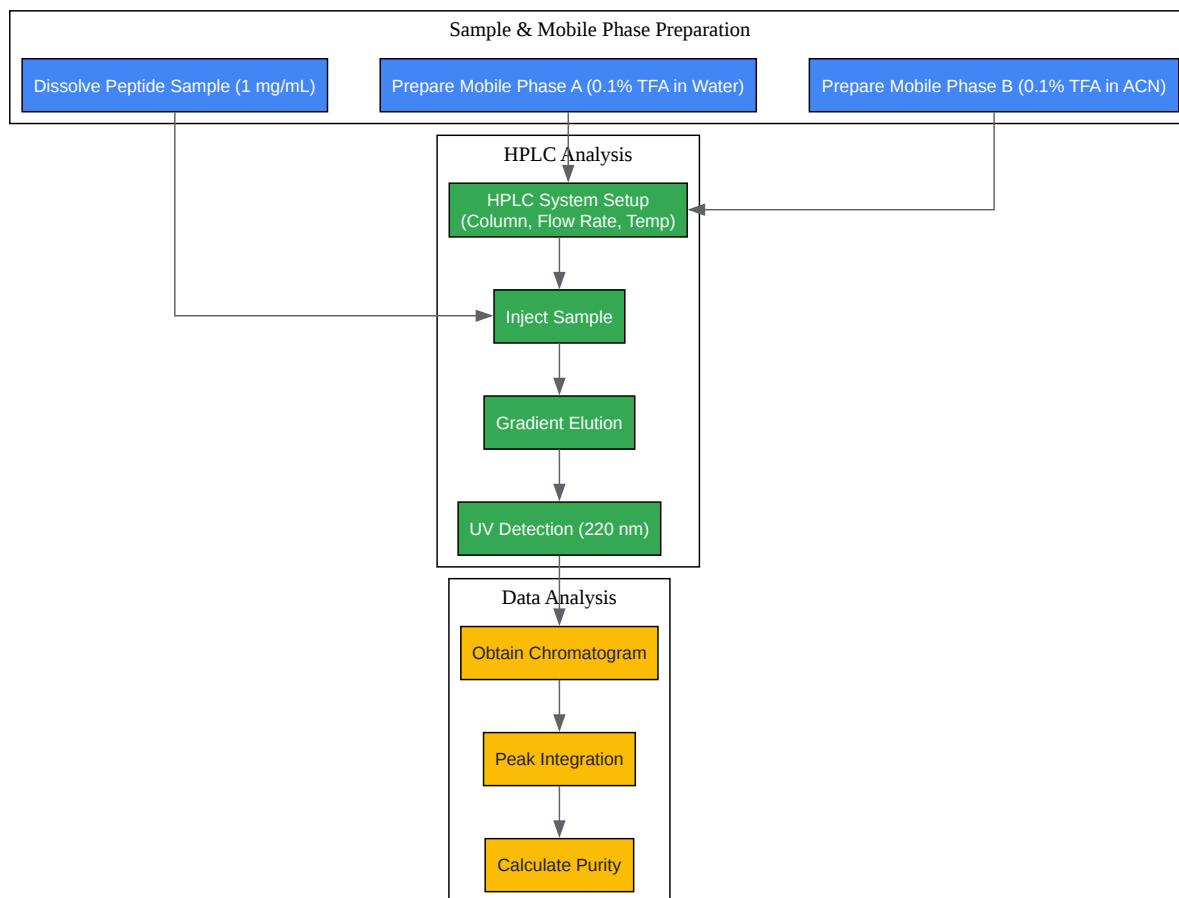 Sample & Mobile Phase Preparation
Dissolve Peptide Sample (1 mg/mL)
Prepare Mobile Phase A (0.1% TFA in Water)
Prepare Mobile Phase B (0.1% TFA in ACN)
HPLC Analysis
HPLC System Setup
(Column, Flow Rate, Temp)
Inject Sample
Gradient Elution
UV Detection (220 nm)
Data Analysis
Obtain Chromatogram
Peak Integration
Calculate Purity